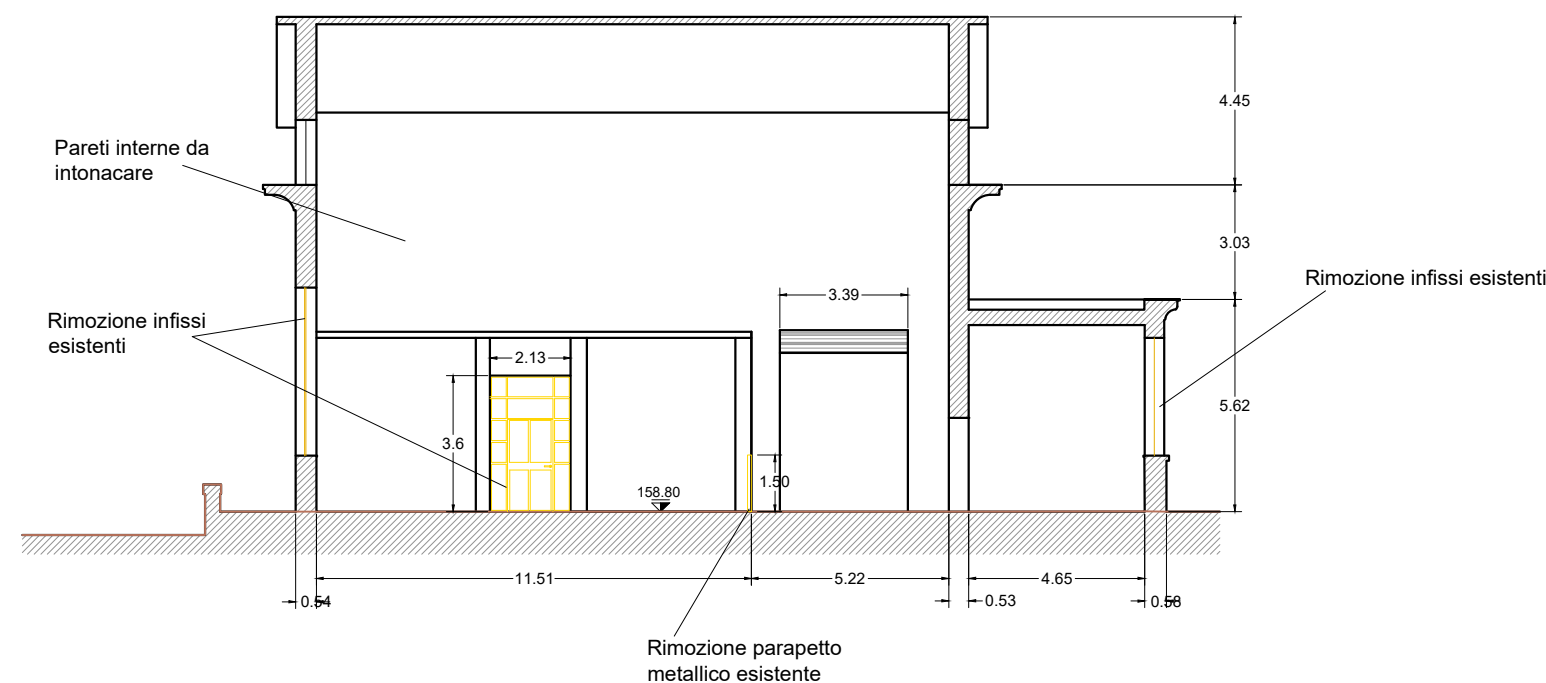 4.45
Pareti interne da
intonacare
3.03
Rimozione infissi esistenti
3.39
Rimozione infissi
esistenti
2.13
5.62
3.6
1.50
158.80
11.51
5.22
4.65
0.54
0.53
0.58
Rimozione parapetto
metallico esistente